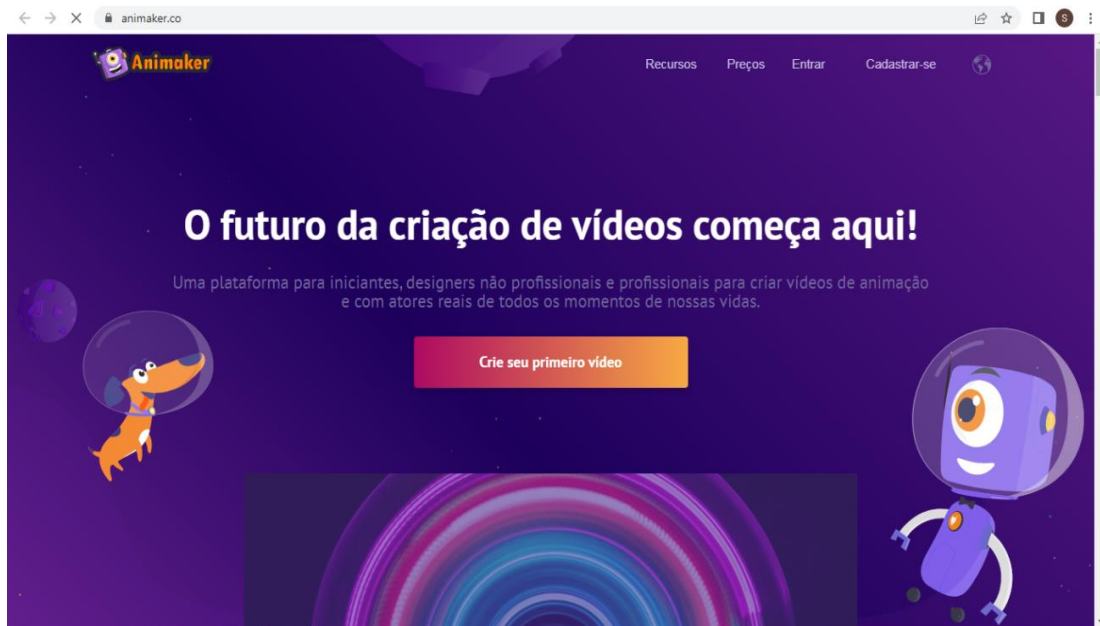 animaker.co
S
Animaker
Recursos Preços Entrar Cadastrar-se
O futuro da criação de vídeos começa aqui!
Uma plataforma para iniciantes, designers não profissionais e profissionais para criar vídeos de animação
e com atores reais de todos os momentos de nossas vidas.
Crie seu primeiro vídeo